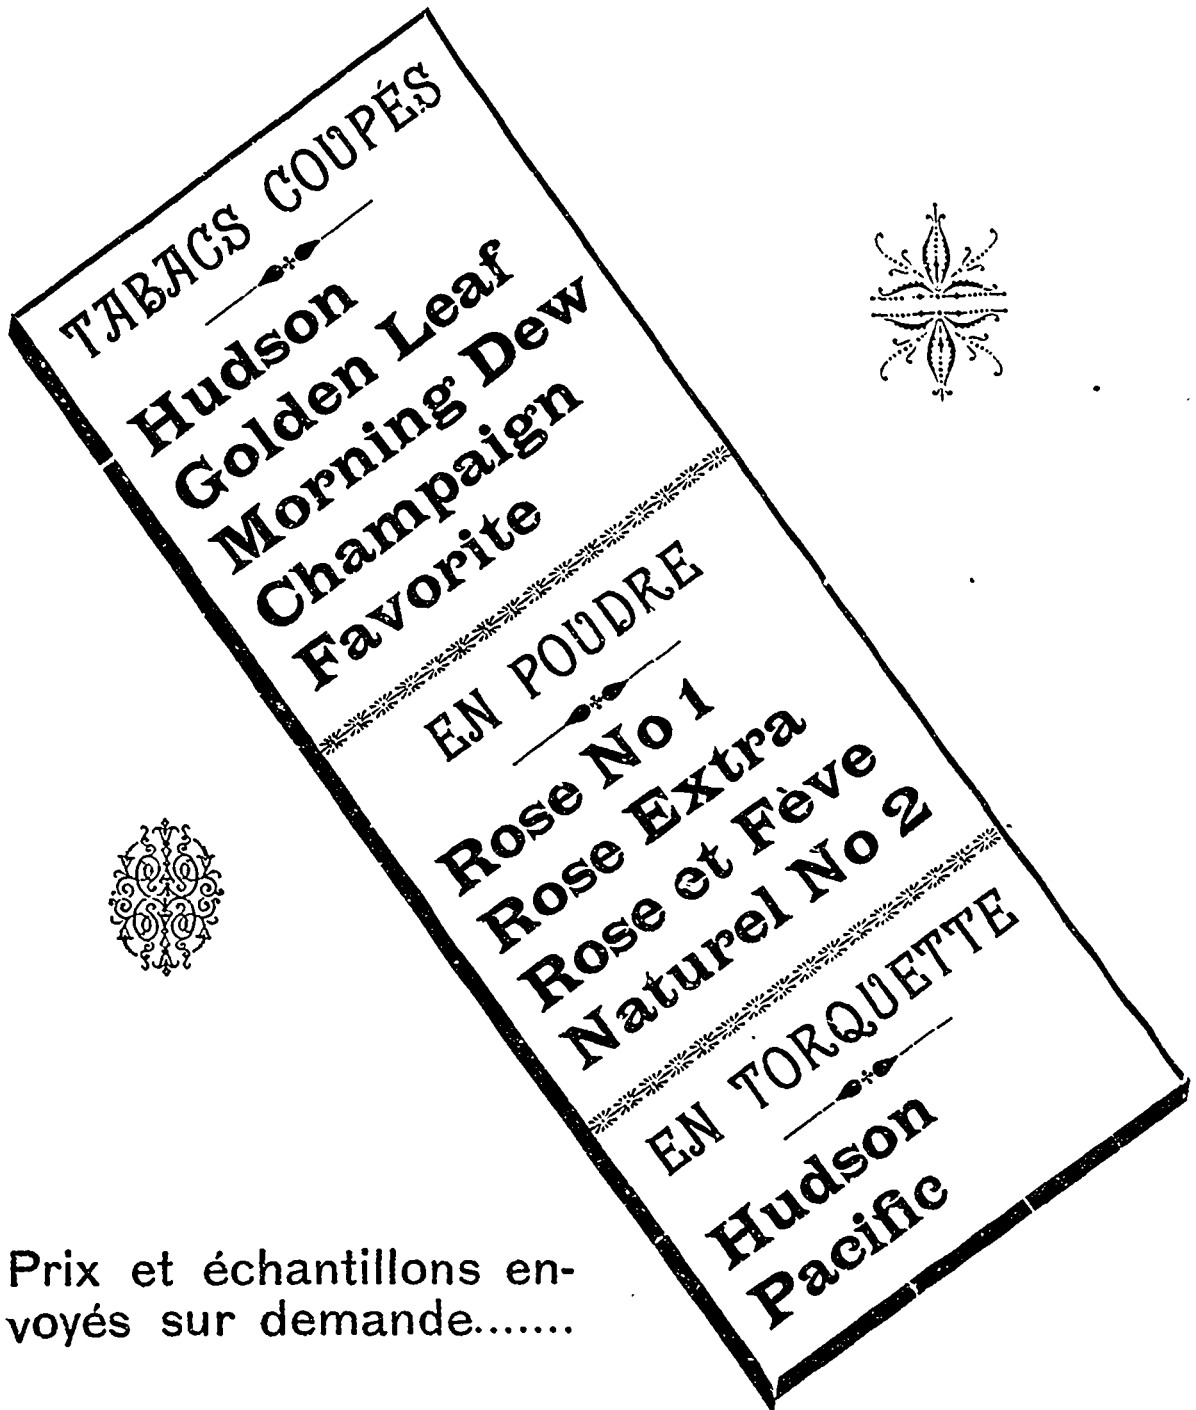 TABACS COUPÉS
Hudson
Golden Leaf
Morning Dew
Champaign
Favorite
EN POUDRE
Rose No 1
Rose Extra
Rose et Fève
Naturel No 2
EN TORQUETTE
Hudson
Pacific
Prix et échantillons en-
voyés sur demande.......